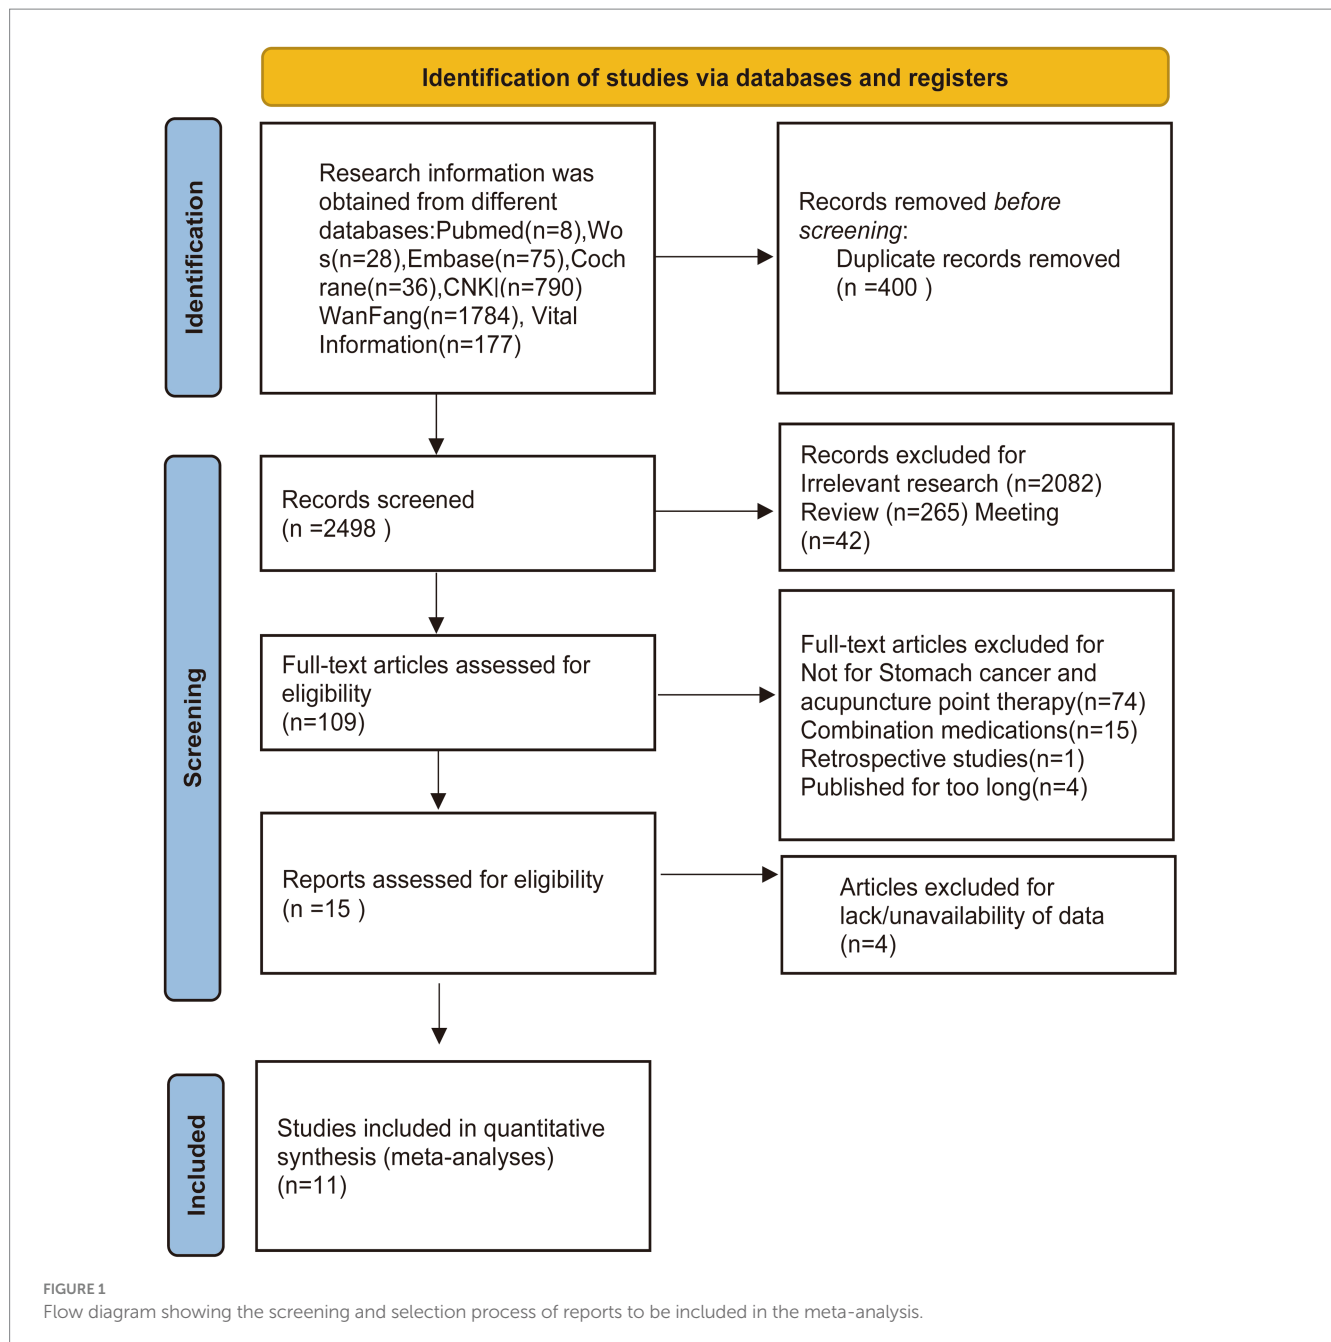 Identification of studies via databases and registers
Identification
Research information was
obtained from different
databases:Pubmed(n=8),Wo
s(n=28),Embase(n=75),Coch
rane(n=36),CNKI(n=790)
WanFang(n=1784), Vital
Information(n=177)
Records removed before
screening:
Duplicate records removed
(n =400 )
Screening
Records screened
(n =2498 )
Records excluded for
Irrelevant research (n=2082)
Review (n=265) Meeting
(n=42)
Full-text articles assessed for
eligibility
(n=109)
Full-text articles excluded for
Not for Stomach cancer and
acupuncture point therapy(n=74)
Combination medications(n=15)
Retrospective studies(n=1)
Published for too long(n=4)
Reports assessed for eligibility
(n =15 )
Articles excluded for
lack/unavailability of data
(n=4)
Included
Studies included in quantitative
synthesis (meta-analyses)
(n=11)
FIGURE 1
Flow diagram showing the screening and selection process of reports to be included in the meta-analysis.